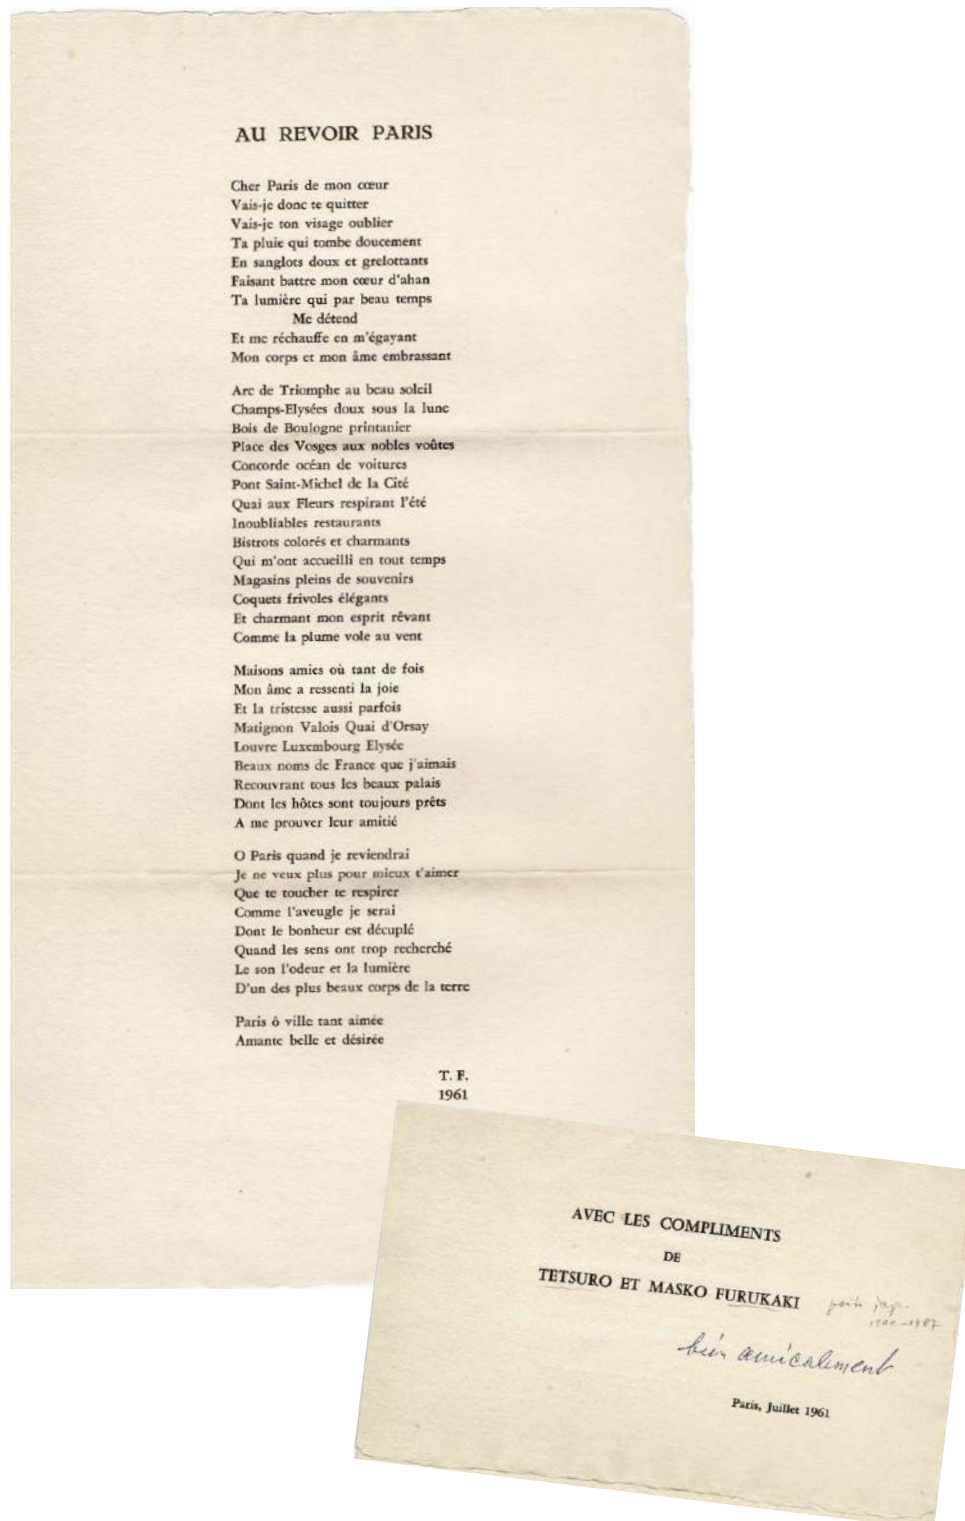 AU REVOIR PARIS
Cher Paris de mon cœur
Vais-je donc te quitter
Vais-je ton visage oublier
Ta pluie qui tombe doucement
En sanglots doux et grelottants
Faisant battre mon cœur d'ahan
Ta lumière qui par beau temps
Me détend
Et me réchauffe en m'égayant
Mon corps et mon âme embrassant
Arc de Triomphe au beau soleil
Champs-Elysées doux sous la lune
Bois de Boulogne printanier
Place des Vosges aux nobles voûtes
Concorde océan de voitures
Pont Saint-Michel de la Cité
Quai aux Fleurs respirant l'été
Inoubliables restaurants
Bistrots colorés et charmants
Qui m'ont accueilli en tout temps
Magasins pleins de souvenirs
Coquets frivoles élégants
Et charmant mon esprit rêvant
Comme la plume vole au vent
Maisons amies où tant de fois
Mon âme a ressenti la joie
Et la tristesse aussi parfois
Matignon Valois Quai d'Orsay
Louvre Luxembourg Elysée
Beaux noms de France que j'aimais
Recouvrant tous les beaux palais
Dont les hôtes sont toujours prêts
A me prouver leur amitié
O Paris quand je reviendrai
Je ne veux plus pour mieux t'aimer
Que te toucher te respirer
Comme l'aveugle je serai
Dont le bonheur est décuplé
Quand les sens ont trop recherché
Le son l'odeur et la lumière
D'un des plus beaux corps de la terre
Paris ô ville tant aimée
Amante belle et désirée
T. F.
1961
AVEC LES COMPLIMENTS
DE
TETSURO ET MASKO FURUKAKI
jap.
1900-1987
bien amicalement
Paris, Juillet 1961